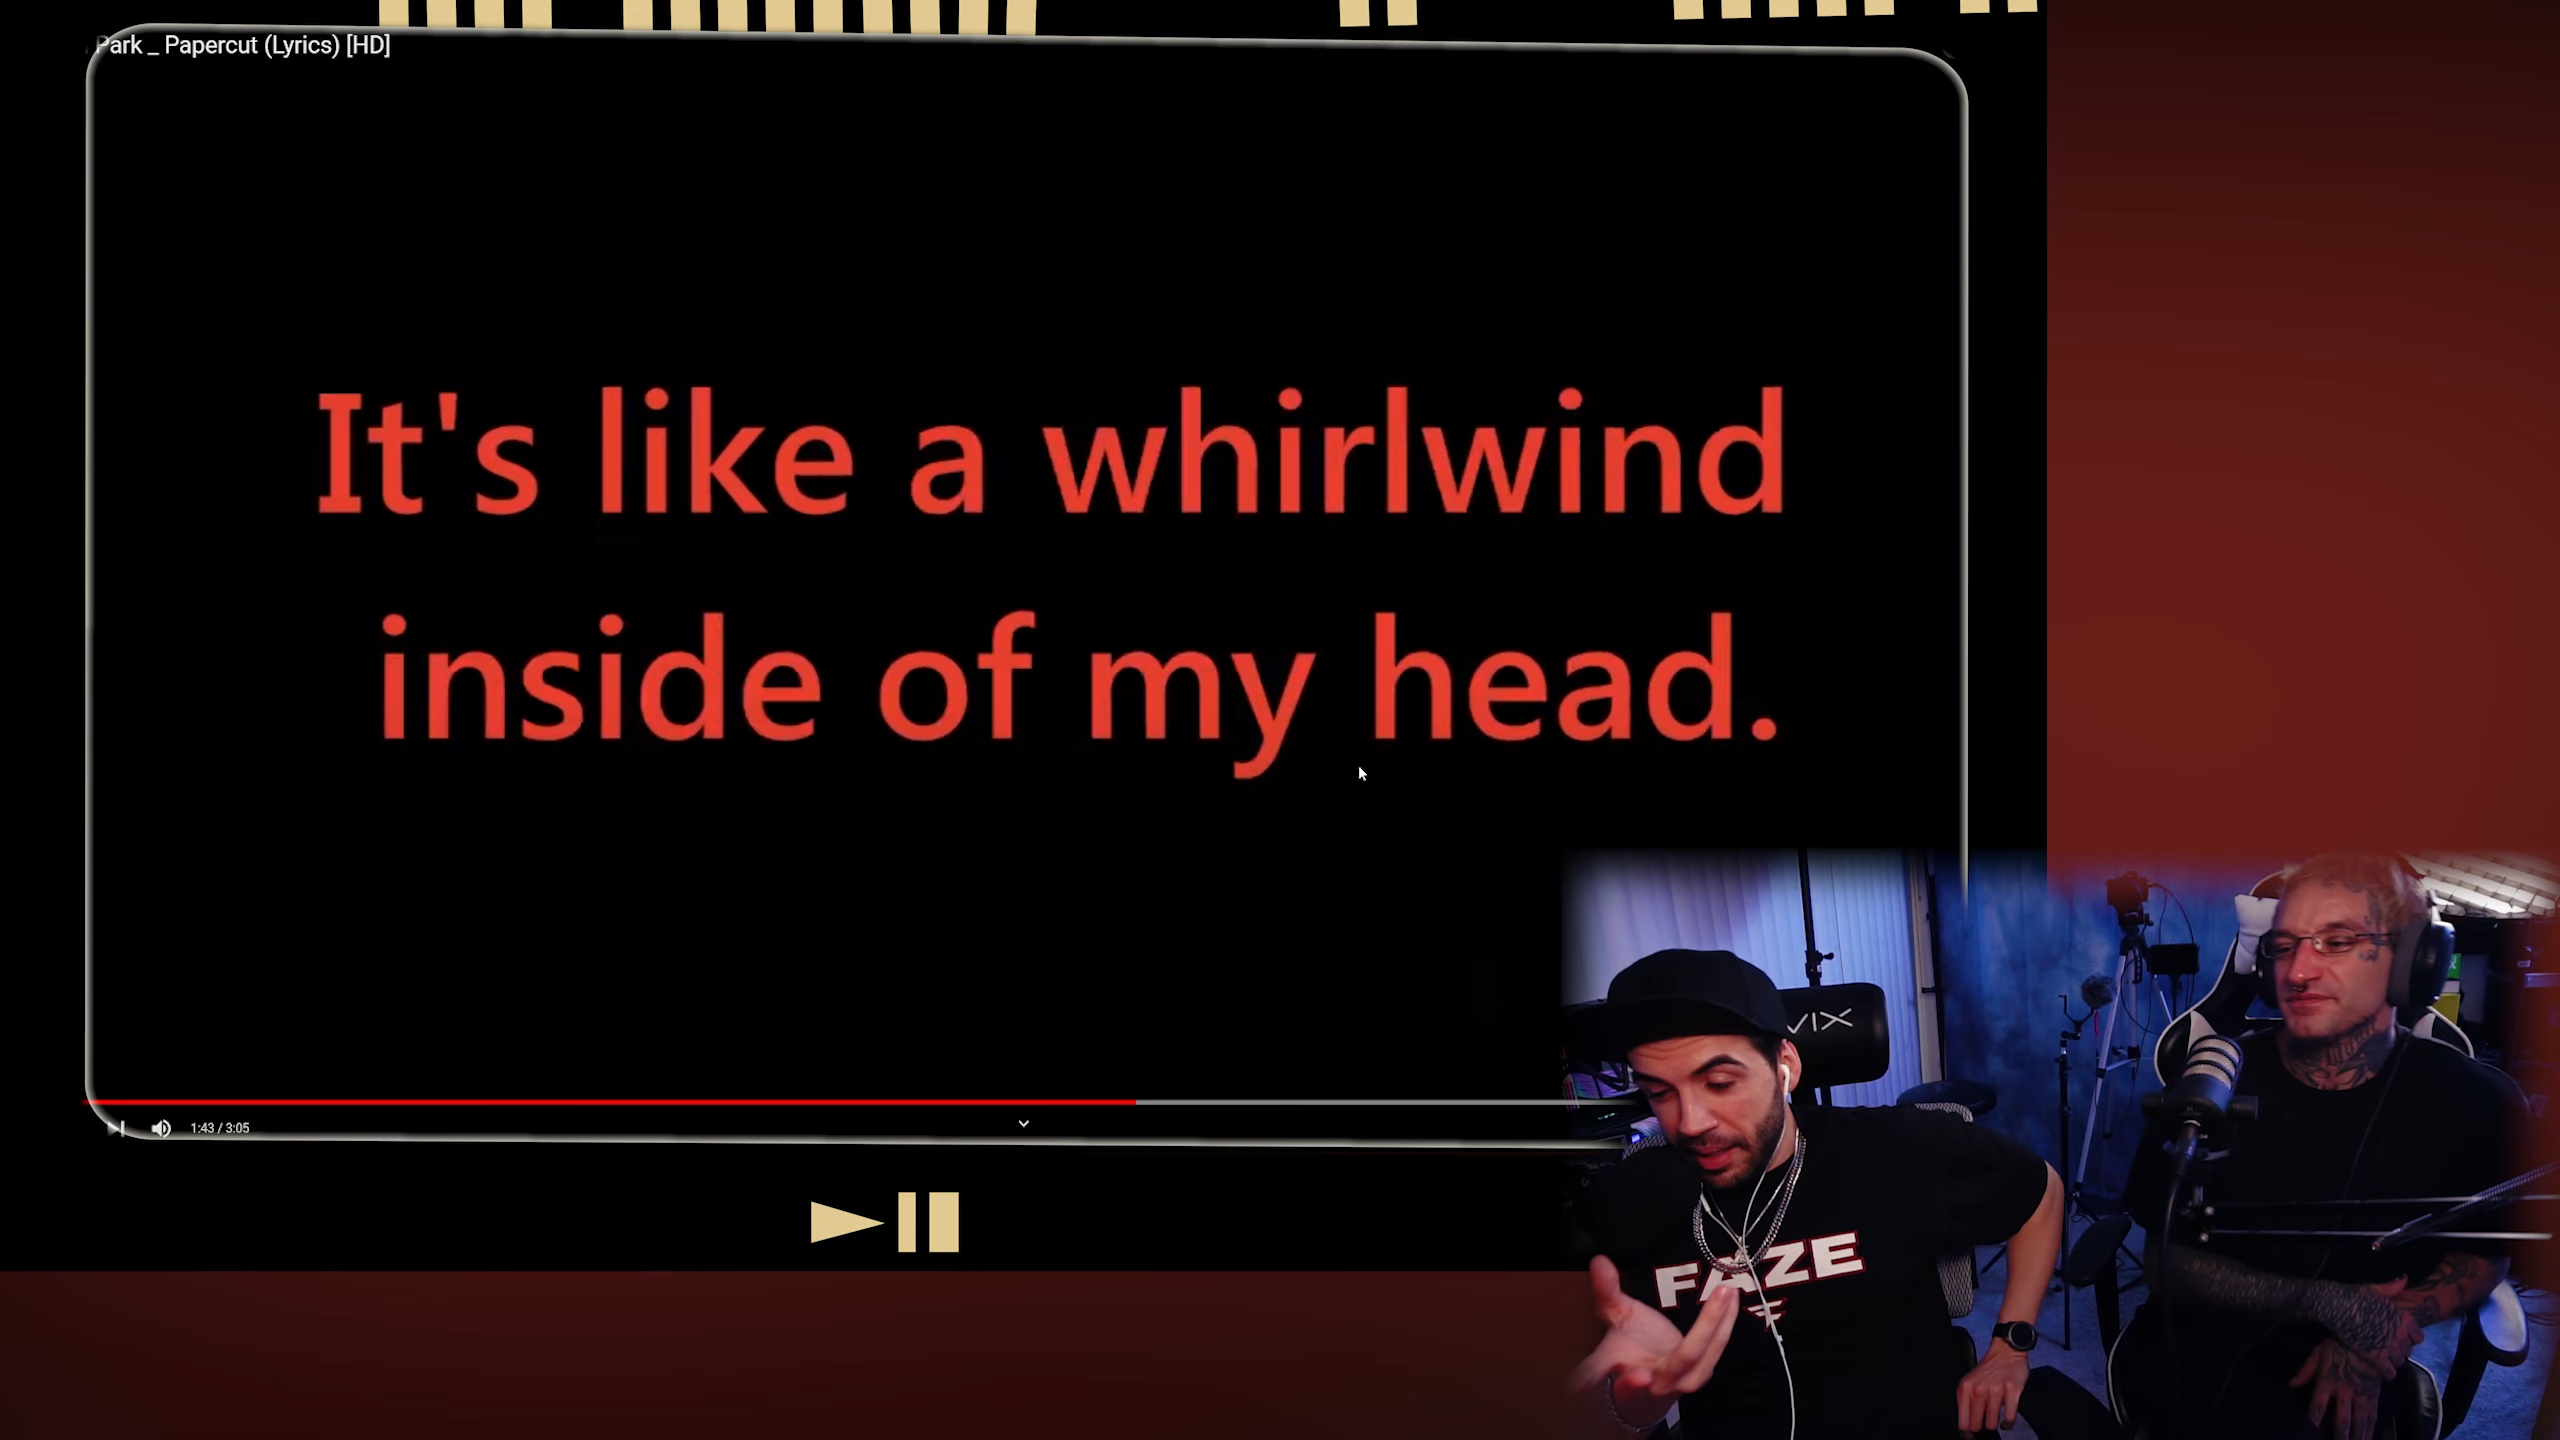 Park _ Papercut (Lyrics) [HD]
It's like a whirlwind
inside of my head.
1:43 / 3:05
VIX
FAZE